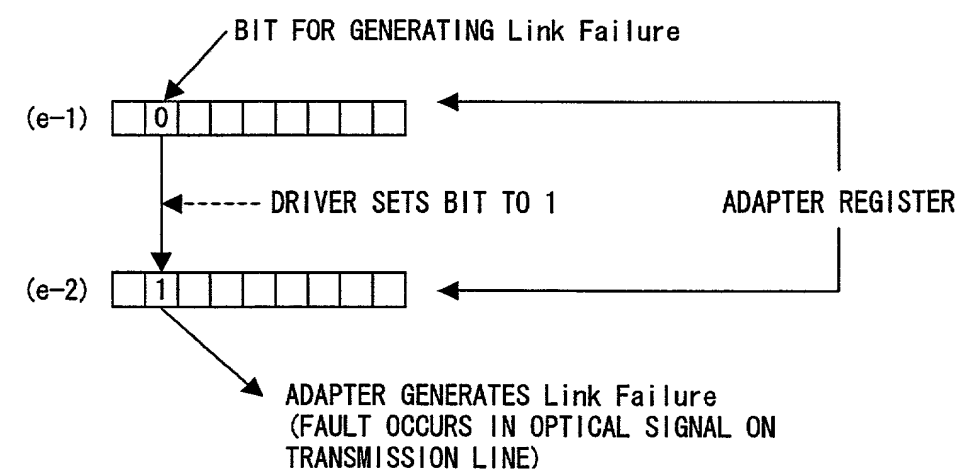 BIT FOR GENERATING Link Failure
(e-1) 0
DRIVER SETS BIT TO 1
ADAPTER REGISTER
(e-2) 1
ADAPTER GENERATES Link Failure
(FAULT OCCURS IN OPTICAL SIGNAL ON
TRANSMISSION LINE)